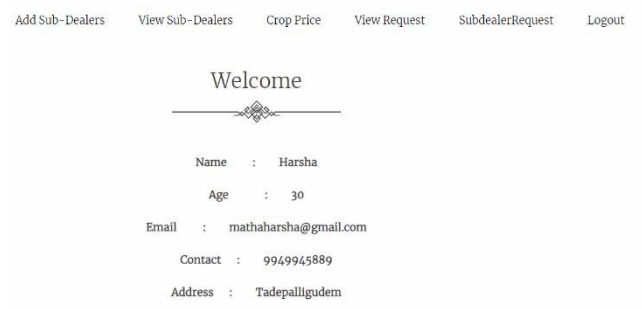 Add Sub-Dealers View Sub-Dealers Crop Price View Request SubdealerRequest Logout
Welcome
Name : Harsha
Age : 30
Email : mathaharsha@gmail.com
Contact : 9949945889
Address : Tadepalligudem